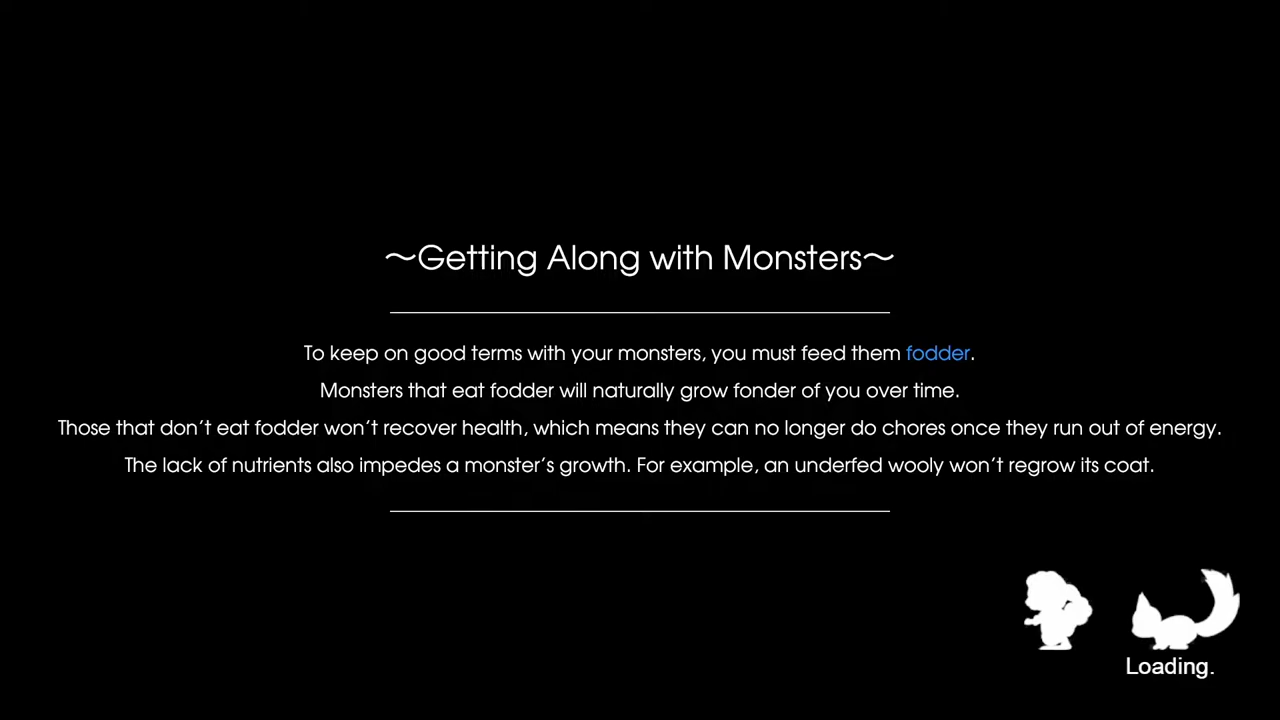 ～Getting Along with Monsters～
To keep on good terms with your monsters, you must feed them fodder.
Monsters that eat fodder will naturally grow fonder of you over time.
Those that don’t eat fodder won’t recover health, which means they can no longer do chores once they run out of energy.
The lack of nutrients also impedes a monster’s growth. For example, an underfed wooly won’t regrow its coat.
Loading.